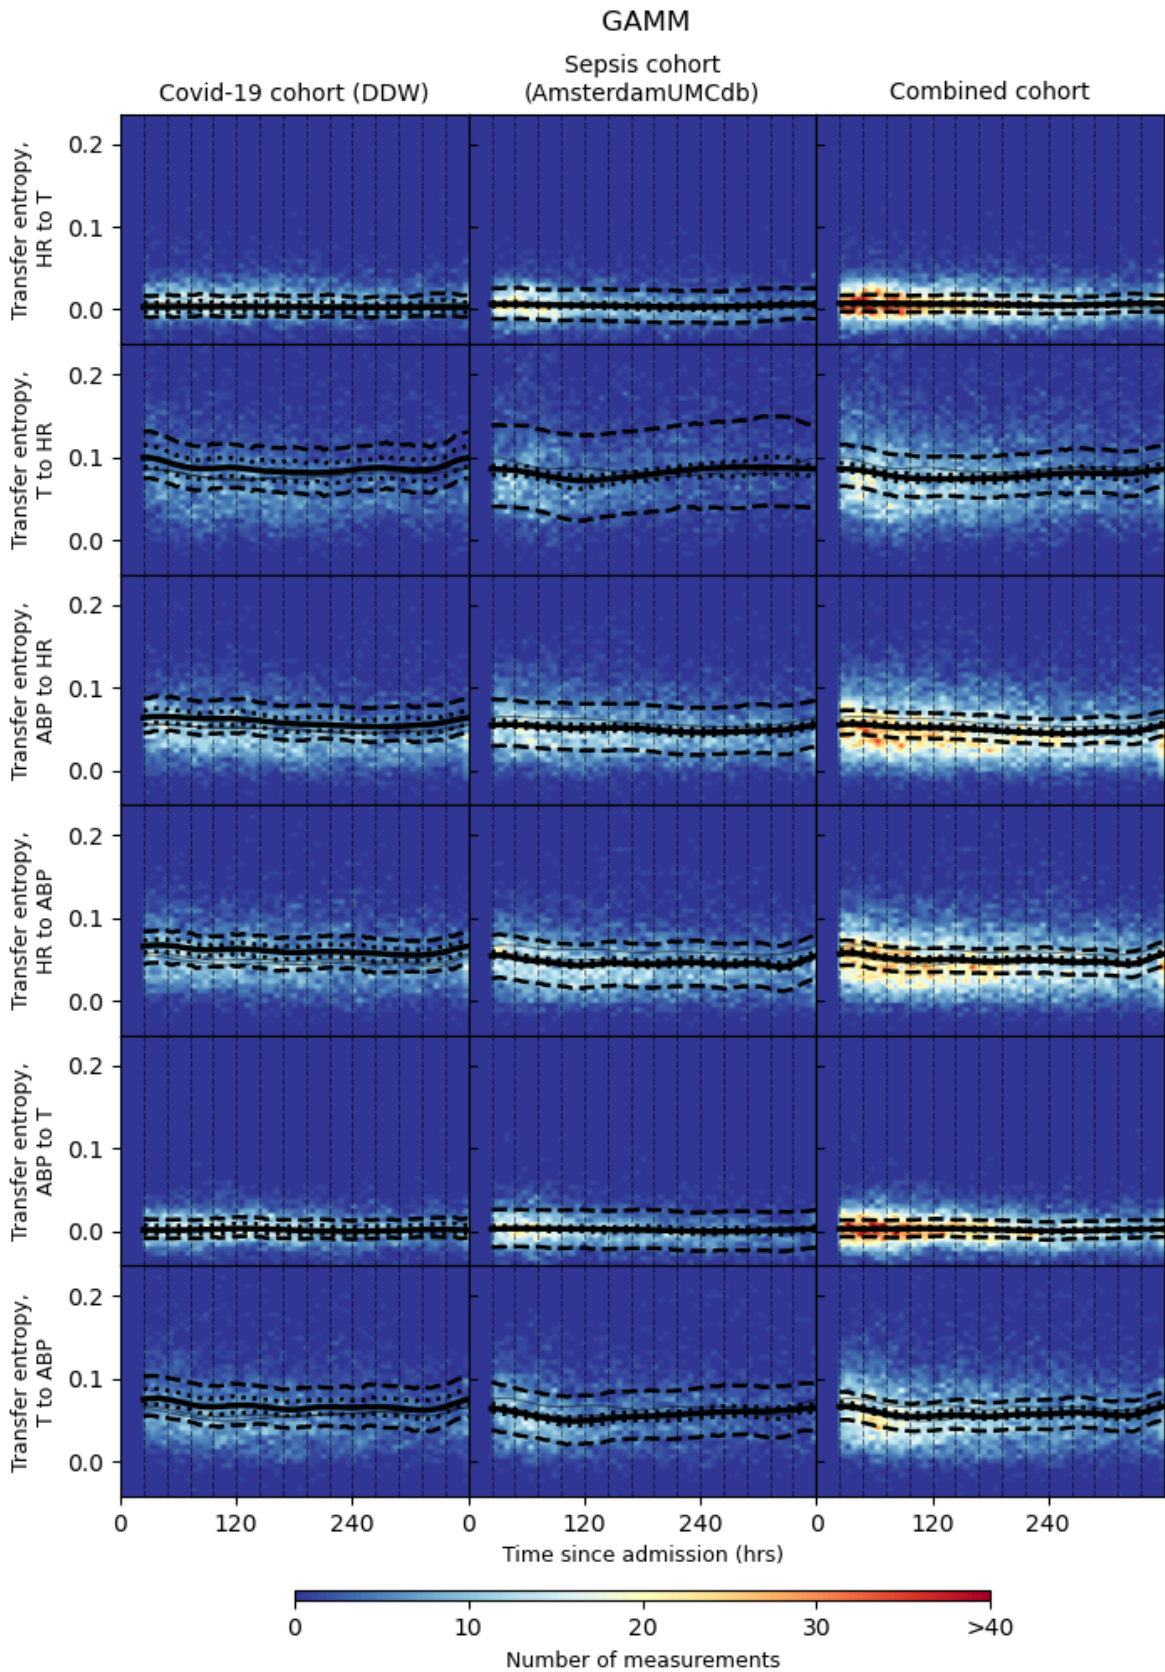 GAMM
Covid-19 cohort (DDW)
Sepsis cohort
(AmsterdamUMCdb)
Combined cohort
Transfer entropy,
HR to T
0.2
0.1
0.0
Transfer entropy,
T to HR
0.2
0.1
0.0
Transfer entropy,
ABP to HR
0.2
0.1
0.0
Transfer entropy,
HR to ABP
0.2
0.1
0.0
Transfer entropy,
ABP to T
0.2
0.1
0.0
Transfer entropy,
T to ABP
0.2
0.1
0.0
0 120 240 0 120 240 0 120 240
Time since admission (hrs)
0 10 20 30 >40
Number of measurements